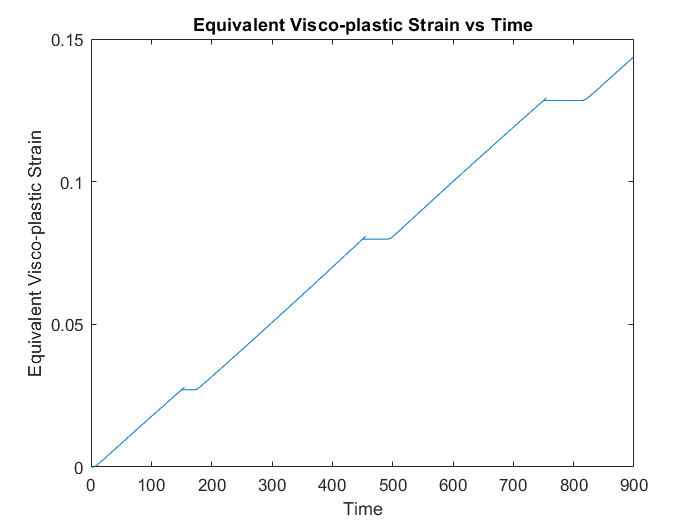 Equivalent Visco-plastic Strain vs Time
Equivalent Visco-plastic Strain
0.15
0.1
0.05
0
0 100 200 300 400 500 600 700 800 900
Time